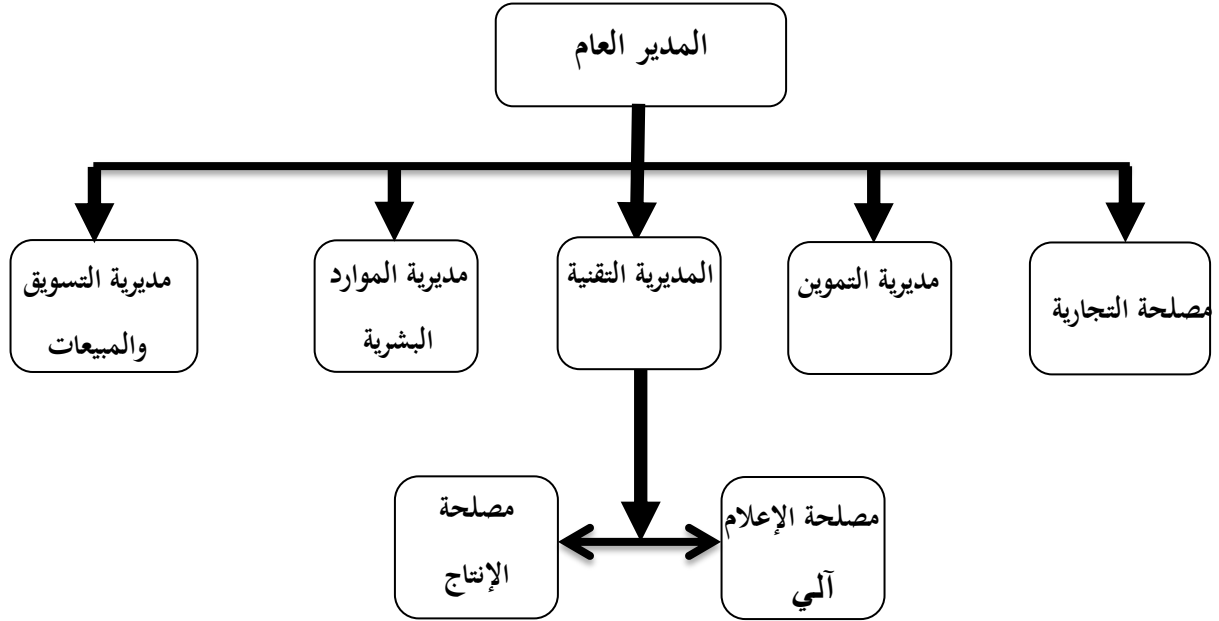 المدير العام
مصلحة التجارية
مديرية التموين
المديرية التقنية
مديرية الموارد
البشرية
مديرية التسويق
والمبيعات
مصلحة الإعلام
آلي
مصلحة
الإنتاج